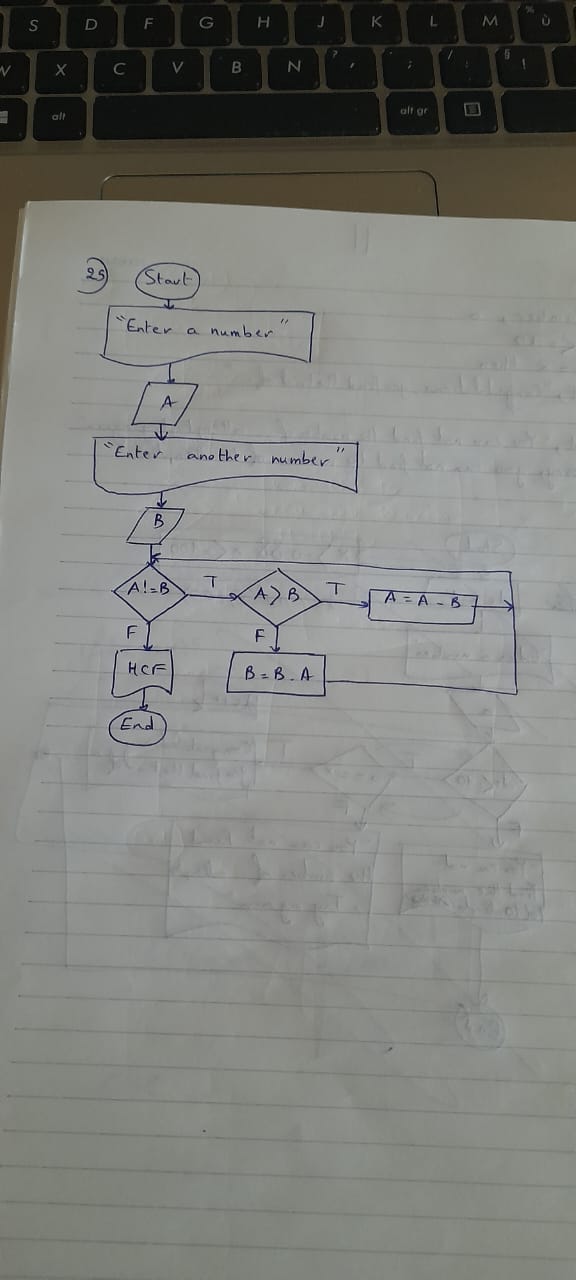 S D F G H J K L M % ù
X C V B N ? , . ; / : § !
alt alt gr
25 Start
"Enter a number"
A
"Enter another number"
B
A!=B T A>B T A = A - B
F F
HCF B = B - A
End